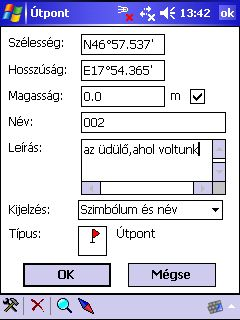 Útpont 13:42 ok
Szélesség: N46°57.537'
Hosszúság: E17°54.365'
Magasság: 0.0 m
Név: 002
Leírás: az üdülő,ahol voltunk
Kijelzés: Szimbólum és név
Típus: Útpont
OK Mégse